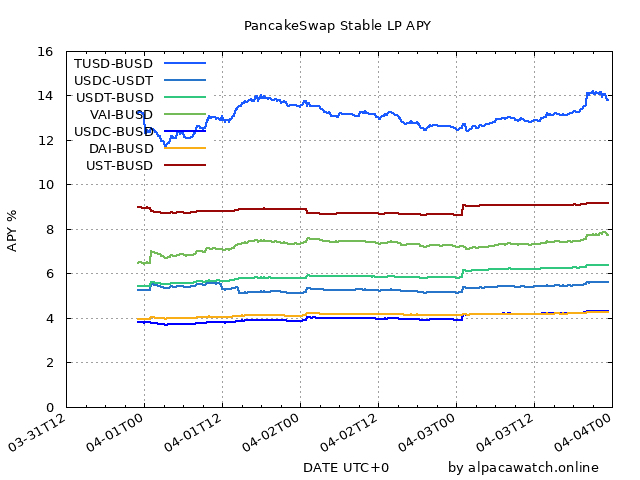 PancakeSwap Stable LP APY
16
14
12
10
8
6
4
2
0
APY %
TUSD-BUSD
USDC-USDT
USDT-BUSD
VAI-BUSD
USDC-BUSD
DAI-BUSD
UST-BUSD
03-31T12
04-01T00
04-01T12
04-02T00
04-02T12
04-03T00
04-03T12
04-04T00
DATE UTC+0
by alpacawatch.online